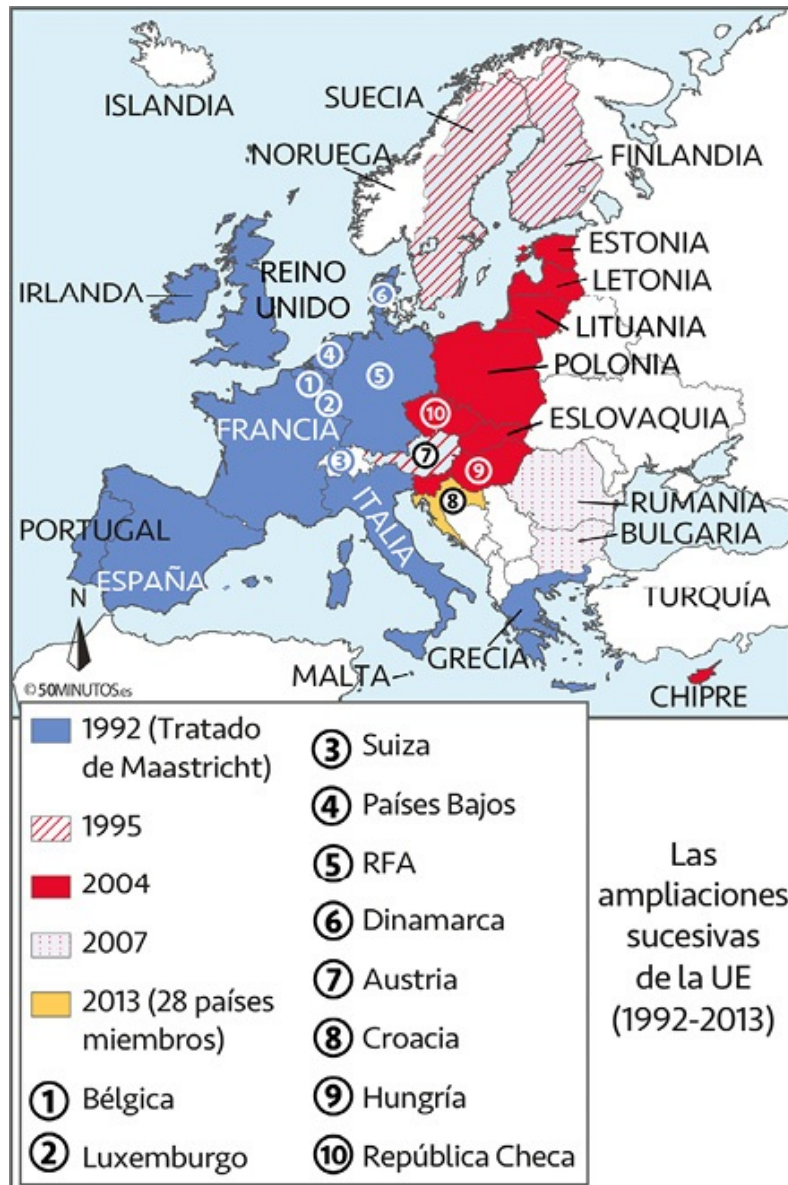 ISLANDIA
SUECIA
NORUEGA
FINLANDIA
ESTONIA
REINO
UNIDO
LETONIA
IRLANDA
6
LITUANIA
4
POLONIA
5
1
2
10
ESLOVAQUIA
FRANCIA
7
3
9
8
RUMANÍA
ITALIA
PORTUGAL
BULGARIA
ESPAÑA
N
TURQUÍA
GRECIA
MALTA
© 50MINUTOS.es
CHIPRE
1992 (Tratado
de Maastricht)
1995
2004
2007
2013 (28 países
miembros)
1 Bélgica
2 Luxemburgo
3 Suiza
4 Países Bajos
5 RFA
6 Dinamarca
7 Austria
8 Croacia
9 Hungría
10 República Checa
Las
ampliaciones
sucesivas
de la UE
(1992-2013)